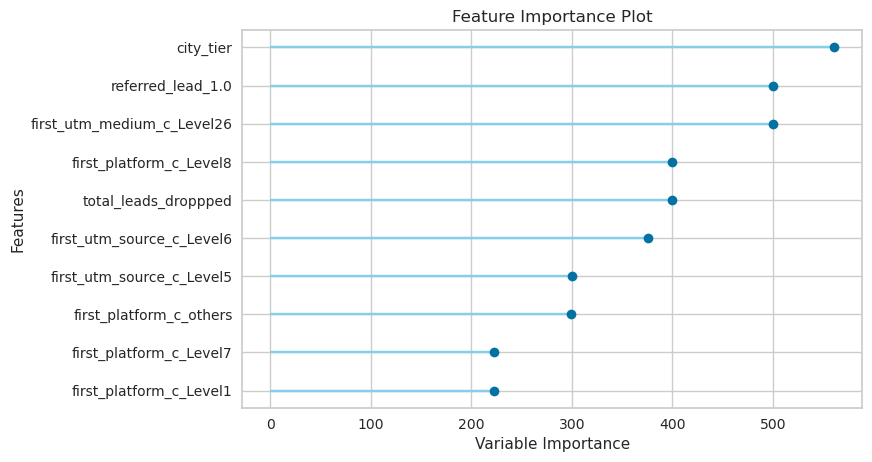 Feature Importance Plot
Features
city_tier
referred_lead_1.0
first_utm_medium_c_Level26
first_platform_c_Level8
total_leads_droppped
first_utm_source_c_Level6
first_utm_source_c_Level5
first_platform_c_others
first_platform_c_Level7
first_platform_c_Level1
0 100 200 300 400 500
Variable Importance